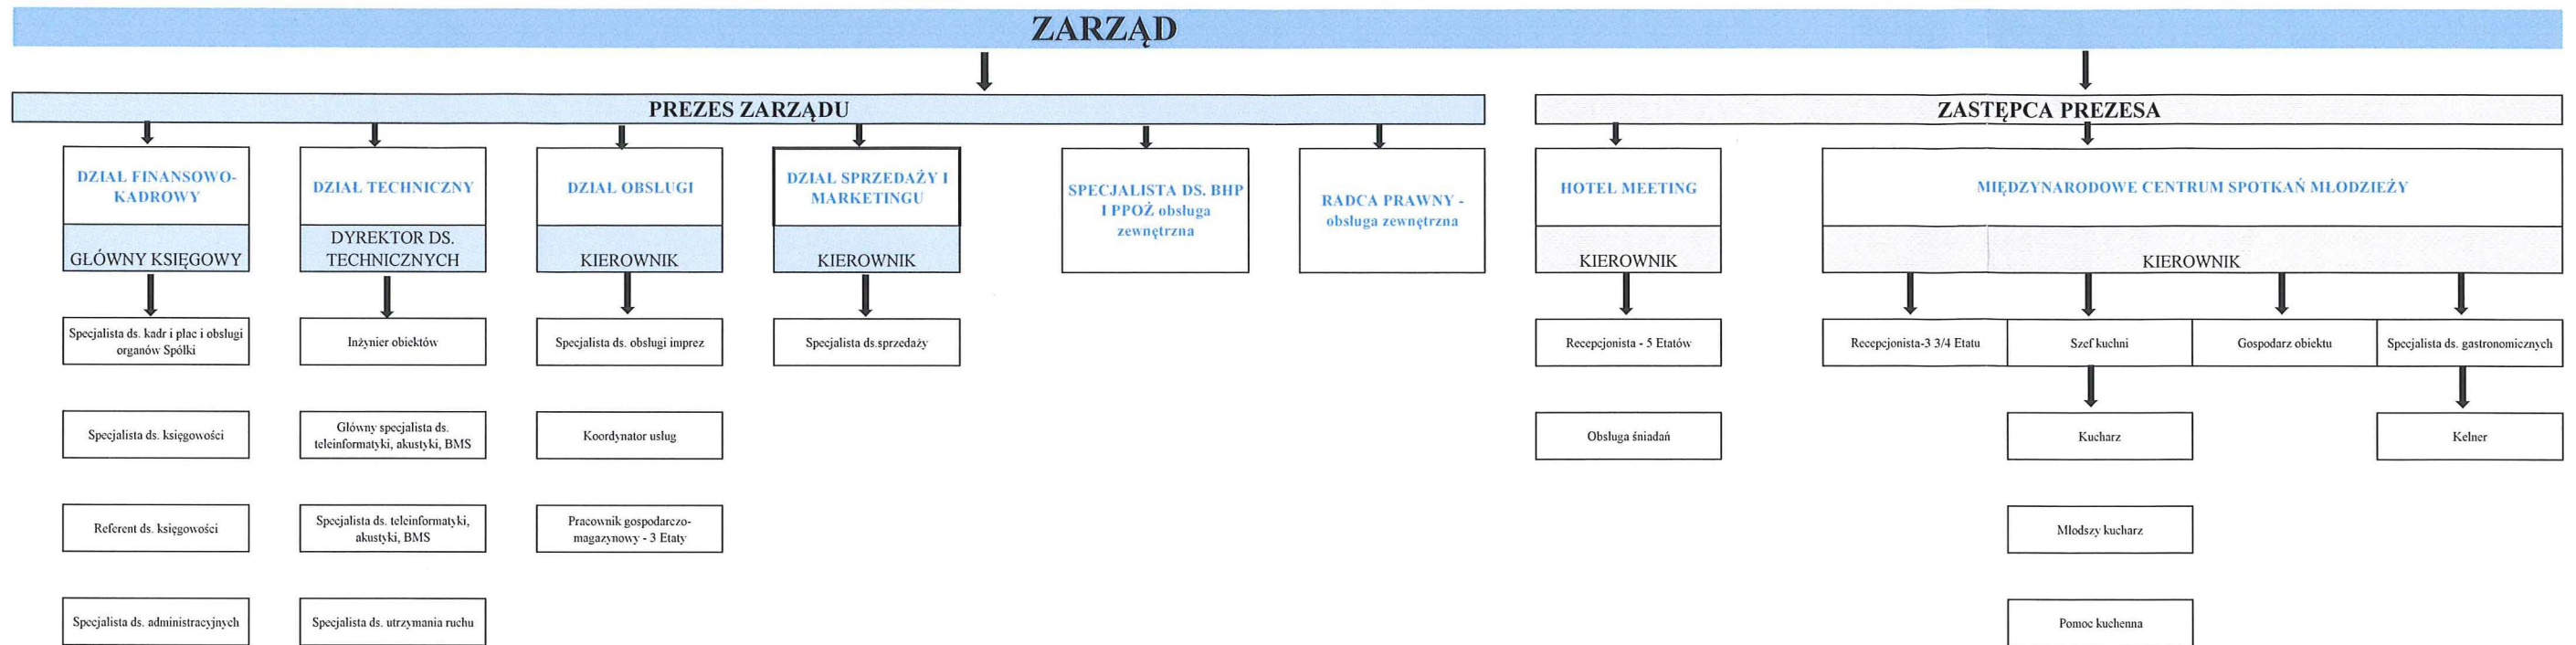 ZARZĄD
PREZES ZARZĄDU
ZASTĘPCA PREZESA
DZIAŁ FINANSOWO-
KADROWY
GŁÓWNY KSIĘGOWY
DZIAŁ TECHNICZNY
DYREKTOR DS.
TECHNICZNYCH
DZIAŁ OBSŁUGI
KIEROWNIK
DZIAŁ SPRZEDAŻY I
MARKETINGU
KIEROWNIK
SPECJALISTA DS. BHP
I PPOŻ obsługa
zewnętrzna
RADCA PRAWNY -
obsługa zewnętrzna
HOTEL MEETING
KIEROWNIK
MIĘDZYNARODOWE CENTRUM SPOTKAŃ MŁODZIEŻY
KIEROWNIK
Specjalista ds. kadr i płac i obsługi
organów Spółki
Inżynier obiektów
Specjalista ds. obsługi imprez
Specjalista ds.sprzedaży
Recepcjonista - 5 Etatów
Recepcjonista-3 3/4 Etatu
Szef kuchni
Gospodarz obiektu
Specjalista ds. gastronomicznych
Specjalista ds. księgowości
Główny specjalista ds.
teleinformatyki, akustyki, BMS
Koordynator usług
Obsługa śniadań
Kucharz
Kelner
Referent ds. księgowości
Specjalista ds. teleinformatyki,
akustyki, BMS
Pracownik gospodarczo-
magazynowy - 3 Etaty
Młodszy kucharz
Specjalista ds. administracyjnych
Specjalista ds. utrzymania ruchu
Pomoc kuchenna